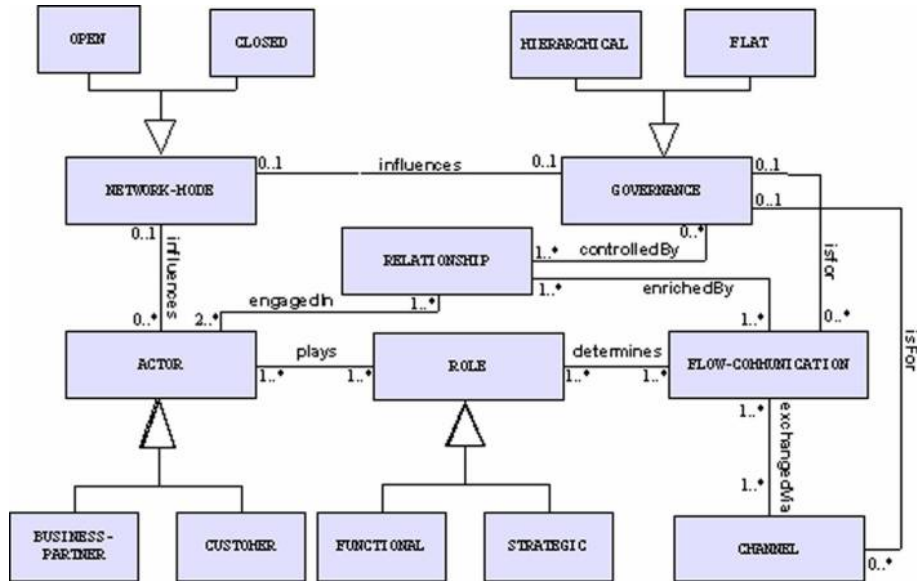 OPEN
CLOSED
HIERARCHICAL
FLAT
0..1
influences
0..1
0..1
NETWORK-MODE
GOVERNANCE
0..1
0..1
0..*
influences
RELATIONSHIP
1..*
controlledBy
isfor
engagedIn
1..*
1..*
enrichedBy
0..*
2..*
1..*
0..*
isFor
ACTOR
plays
ROLE
determines
FLOW-COMMUNICATION
1..*
1..*
1..*
1..*
1..*
exchangedVia
1..*
BUSINESS-
PARTNER
CUSTOMER
FUNCTIONAL
STRATEGIC
CHANNEL
0..*